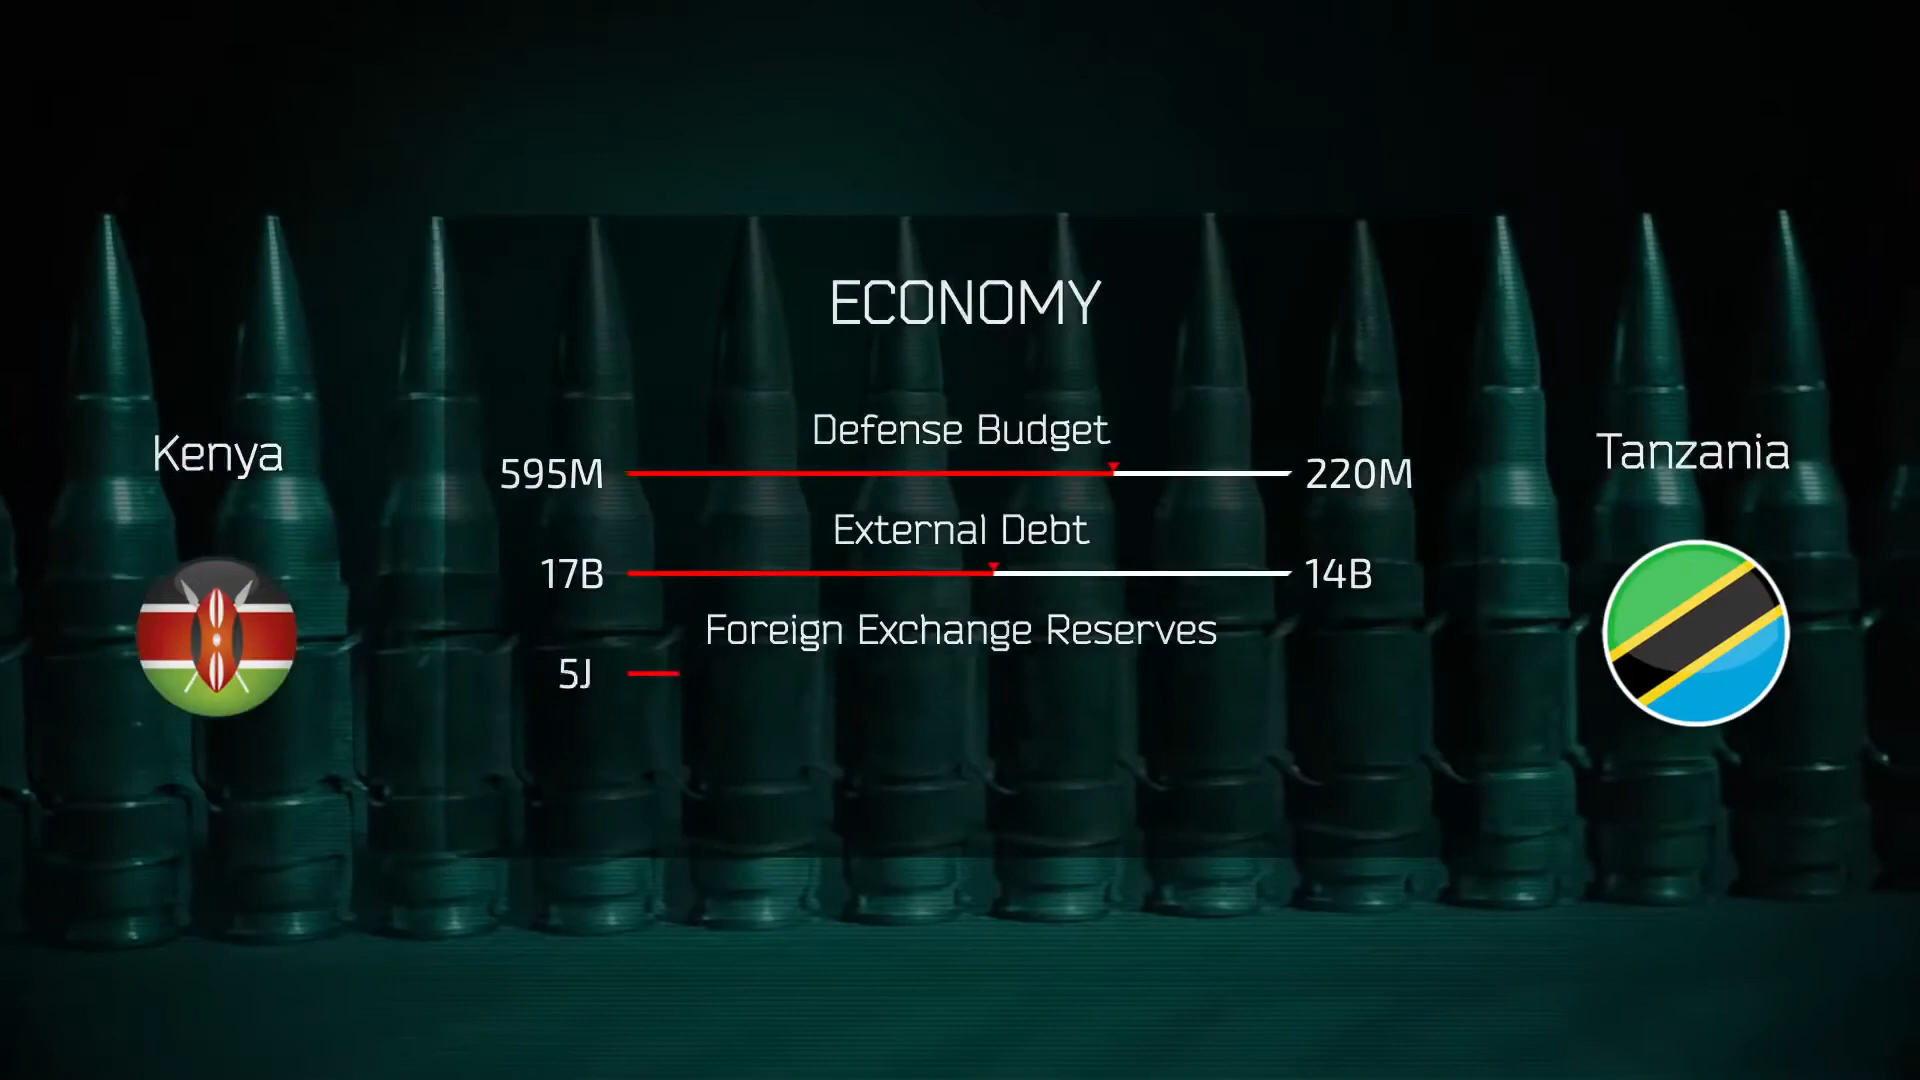 ECONOMY
Defense Budget
Kenya
595M
220M
Tanzania
External Debt
17B
14B
Foreign Exchange Reserves
5J